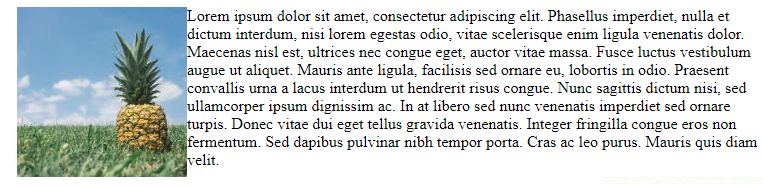 Lorem ipsum dolor sit amet, consectetur adipiscing elit. Phasellus imperdiet, nulla et
dictum interdum, nisi lorem egestas odio, vitae scelerisque enim ligula venenatis dolor.
Maecenas nisl est, ultrices nec congue eget, auctor vitae massa. Fusce luctus vestibulum
augue ut aliquet. Mauris ante ligula, facilisis sed ornare eu, lobortis in odio. Praesent
convallis urna a lacus interdum ut hendrerit risus congue. Nunc sagittis dictum nisi, sed
ullamcorper ipsum dignissim ac. In at libero sed nunc venenatis imperdiet sed ornare
turpis. Donec vitae dui eget tellus gravida venenatis. Integer fringilla congue eros non
fermentum. Sed dapibus pulvinar nibh tempor porta. Cras ac leo purus. Mauris quis diam
velit.